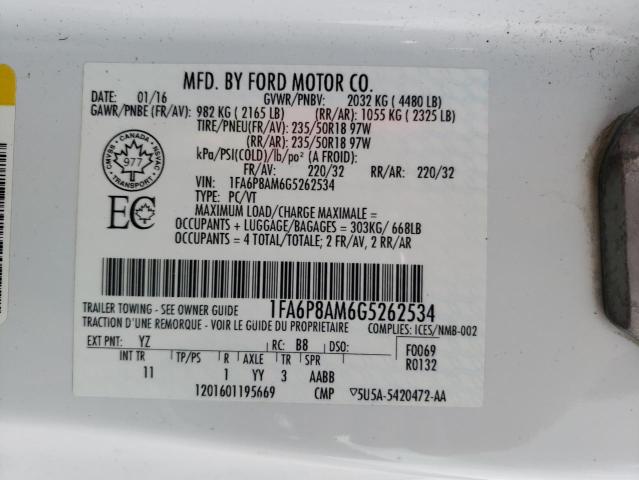 MFD. BY FORD MOTOR CO.
DATE: 01/16 GVWR/PNBV: 2032 KG ( 4480 LB)
GAWR/PNBE (FR/AV): 982 KG ( 2165 LB) (RR/AR): 1055 KG ( 2325 LB)
TIRE/PNEU(FR/AV): 235/50R18 97W
(RR/AR): 235/50R18 97W
kPa/PSI(COLD)/lb/po² (A FROID):
FR/AV: 220/32 RR/AR: 220/32
VIN: 1FA6P8AM6G5262534
TYPE: PC/VT
MAXIMUM LOAD/CHARGE MAXIMALE =
OCCUPANTS + LUGGAGE/BAGAGES = 303KG/ 668LB
OCCUPANTS = 4 TOTAL/TOTALE; 2 FR/AV, 2 RR/AR
CMVSS CANADA NSVAC
977
TRANSPORT
EC
TRAILER TOWING - SEE OWNER GUIDE 1FA6P8AM6G5262534
TRACTION D'UNE REMORQUE - VOIR LE GUIDE DU PROPRIETAIRE COMPLIES: ICES/NMB-002
EXT PNT: YZ RC: B8 DSO: F0069
INT TR TP/PS R AXLE TR SPR R0132
11 1 YY 3 AABB
1201601195669 CMP ▽5U5A-5420472-AA